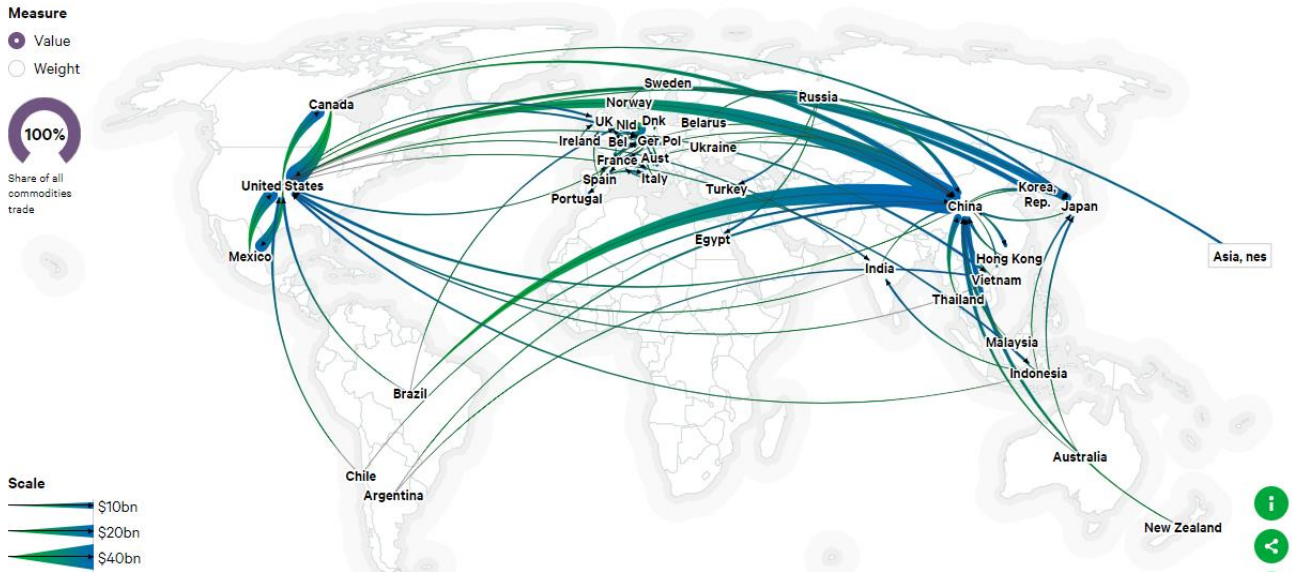 Measure
Value
Weight
100%
Share of all
commodities
trade
Canada
United States
Mexico
Sweden
Norway
Russia
UK
Nld
Dnk
Belarus
Ireland
Bel
Ger
Pol
Ukraine
France
Aust
Spain
Italy
Portugal
Turkey
Egypt
China
Korea,
Rep.
Japan
Asia, nes
Hong Kong
India
Vietnam
Thailand
Malaysia
Indonesia
Brazil
Chile
Argentina
Australia
New Zealand
Scale
$10bn
$20bn
$40bn
i